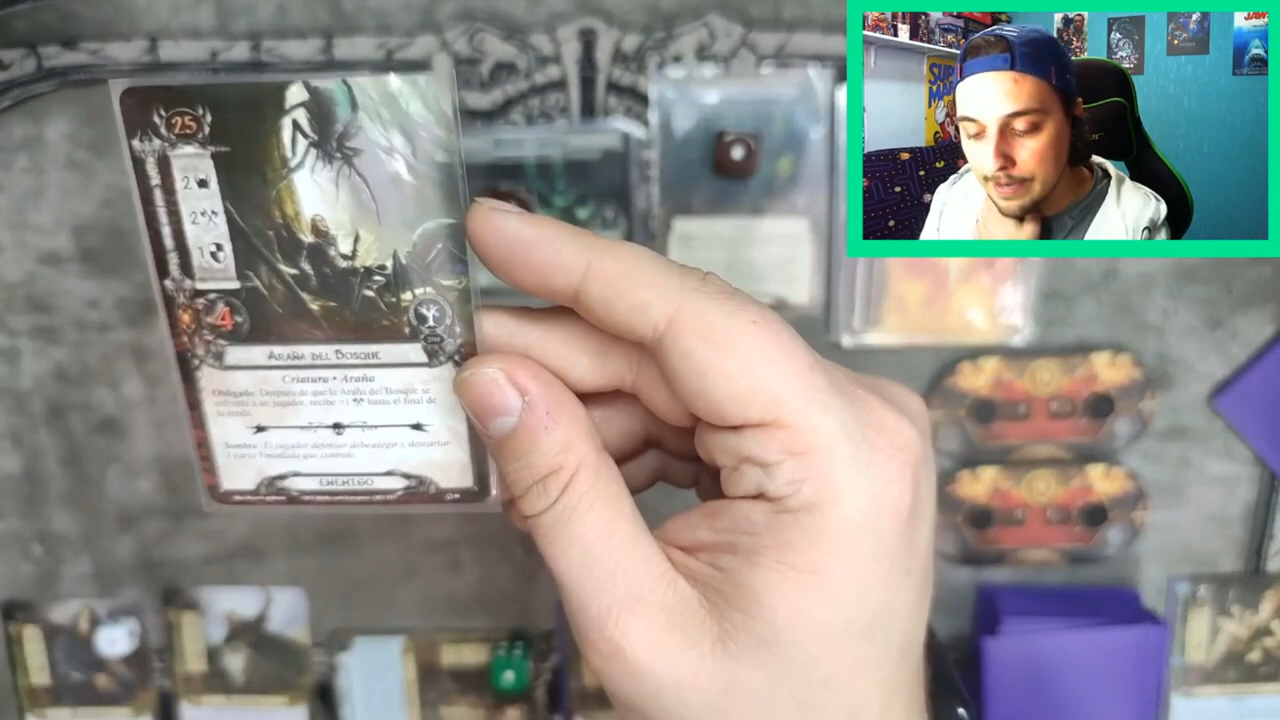 25
2
2
1
4
ARAÑA DEL BOSQUE
Criatura • Araña
Obligado: Después de que la Araña del Bosque se
enfrente a un jugador, recibe +1 hasta el final de
la ronda.
Sombra: El jugador defensor debe elegir y descartar
1 carta Vinculada que controle.
ENEMIGO
SUPER
MARIO
JAWS